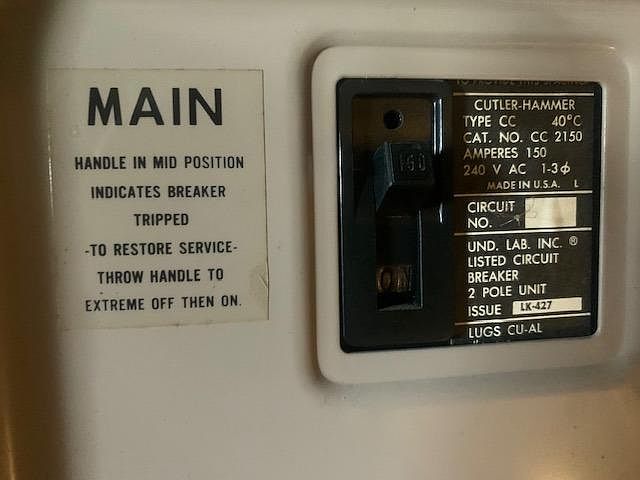 MAIN
HANDLE IN MID POSITION
INDICATES BREAKER
TRIPPED
-TO RESTORE SERVICE-
THROW HANDLE TO
EXTREME OFF THEN ON.
150
ON
CUTLER-HAMMER
TYPE CC 40°C
CAT. NO. CC 2150
AMPERES 150
240 V AC 1-3ϕ
MADE IN U.S.A. L
CIRCUIT
NO.
UND. LAB. INC. ®
LISTED CIRCUIT
BREAKER
2 POLE UNIT
ISSUE LK-427
LUGS CU-AL